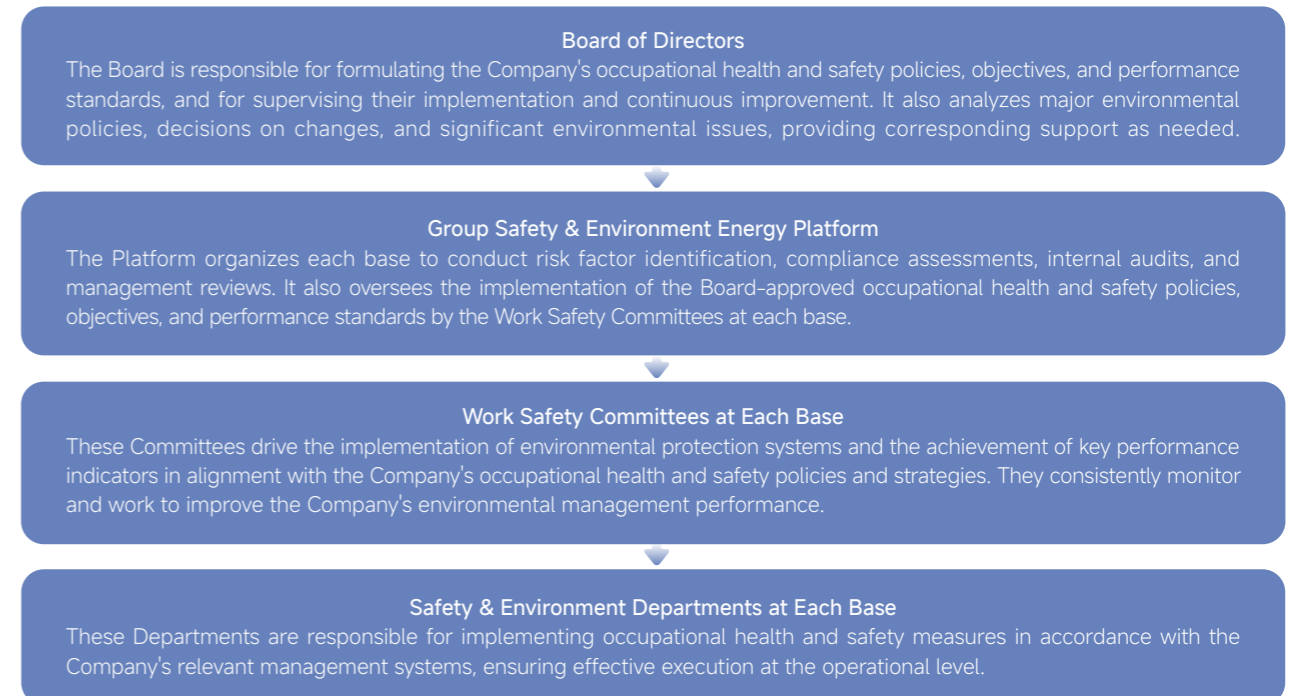 Board of Directors
The Board is responsible for formulating the Company's occupational health and safety policies, objectives, and performance
standards, and for supervising their implementation and continuous improvement. It also analyzes major environmental
policies, decisions on changes, and significant environmental issues, providing corresponding support as needed.
Group Safety & Environment Energy Platform
The Platform organizes each base to conduct risk factor identification, compliance assessments, internal audits, and
management reviews. It also oversees the implementation of the Board-approved occupational health and safety policies,
objectives, and performance standards by the Work Safety Committees at each base.
Work Safety Committees at Each Base
These Committees drive the implementation of environmental protection systems and the achievement of key performance
indicators in alignment with the Company's occupational health and safety policies and strategies. They consistently monitor
and work to improve the Company's environmental management performance.
Safety & Environment Departments at Each Base
These Departments are responsible for implementing occupational health and safety measures in accordance with the
Company's relevant management systems, ensuring effective execution at the operational level.